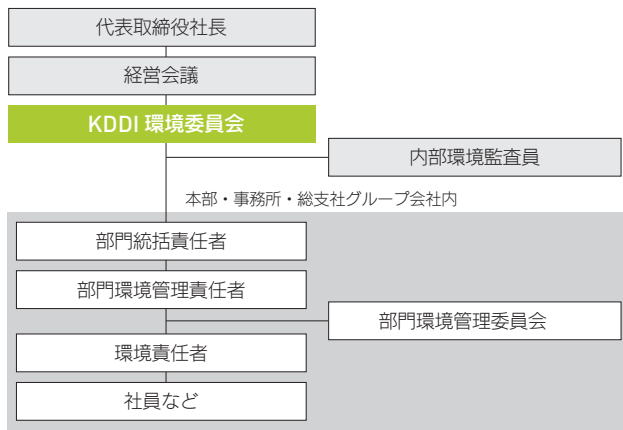 代表取締役社長
経営会議
KDDI 環境委員会
内部環境監査員
本部・事務所・総支社グループ会社内
部門統括責任者
部門環境管理責任者
部門環境管理委員会
環境責任者
社員など